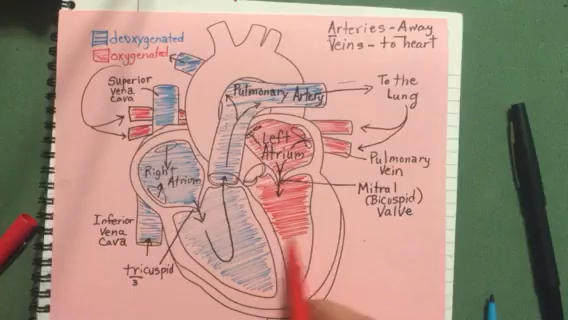 deoxygenated
oxygenated
Arteries - Away
Veins - to heart
Superior
Vena
Cava
Pulmonary Artery
To the
Lung
Left
Atrium
Right
Atrium
Pulmonary
Vein
Mitral
(Bicuspid)
Valve
Inferior
Vena
Cava
tricuspid
3